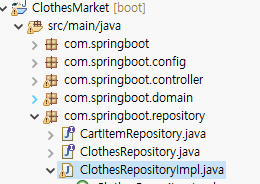 ClothesMarket [boot]
src/main/java
com.springboot
com.springboot.config
com.springboot.controller
com.springboot.domain
com.springboot.repository
CartItemRepository.java
ClothesRepository.java
ClothesRepositoryImpl.java